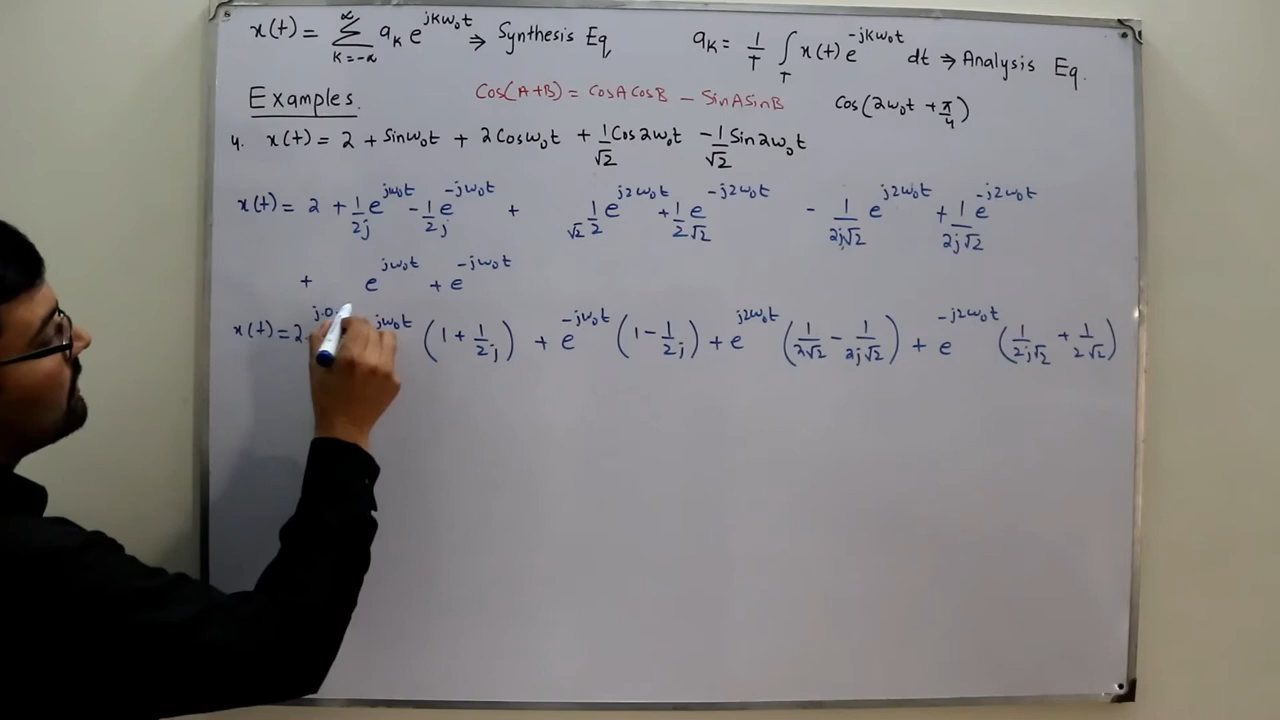 x(t) = ∑_{K=-∞}^{∞} a_K e^{jKω₀t} ⇒ Synthesis Eq a_K = 1/T ∫_T x(t) e^{-jKω₀t} dt ⇒ Analysis Eq.
Examples. Cos(A+B) = CosA CosB - SinA SinB Cos(2ω₀t + π/4)
4. x(t) = 2 + Sinω₀t + 2 Cosω₀t + 1/√2 Cos2ω₀t - 1/√2 Sin2ω₀t
x(t) = 2 + 1/2j e^{jω₀t} - 1/2j e^{-jω₀t} + 1/√2 2 e^{j2ω₀t} + 1/2√2 e^{-j2ω₀t} - 1/2j√2 e^{j2ω₀t} + 1/2j√2 e^{-j2ω₀t}
+ e^{jω₀t} + e^{-jω₀t}
x(t) = 2 j.0 jω₀t (1 + 1/2j) + e^{-jω₀t} (1 - 1/2j) + e^{j2ω₀t} (1/2√2 - 1/2j√2) + e^{-j2ω₀t} (1/2j√2 + 1/2√2)